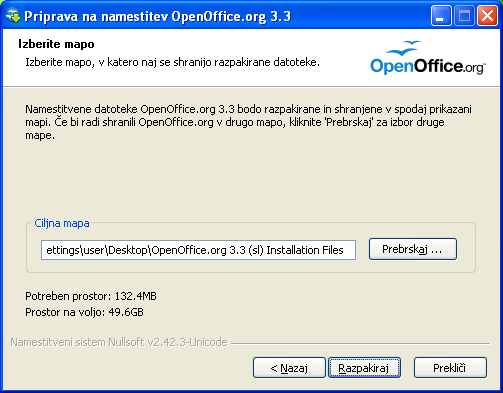 Priprava na namestitev OpenOffice.org 3.3
Izberite mapo
Izberite mapo, v katero naj se shranijo razpakirane datoteke.
OpenOffice.org
Namestitvene datoteke OpenOffice.org 3.3 bodo razpakirane in shranjene v spodaj prikazani
mapi. Če bi radi shranili OpenOffice.org v drugo mapo, kliknite 'Prebrskaj' za izbor druge
mape.
Ciljna mapa
ettings\user\Desktop\OpenOffice.org 3.3 (sl) Installation Files
Prebrskaj ...
Potreben prostor: 132.4MB
Prostor na voljo: 49.6GB
Namestitveni sistem Nullsoft v2.42.3-Unicode
< Nazaj
Razpakiraj
Prekliči